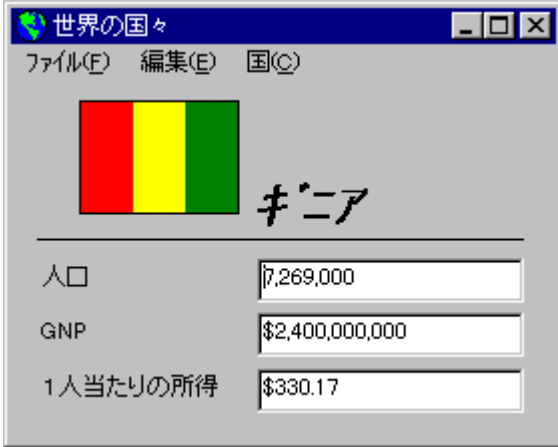 世界の国々
ファイル(F) 編集(E) 国(C)
ギニア
人口 7,269,000
GNP $2,400,000,000
1人当たりの所得 $330.17